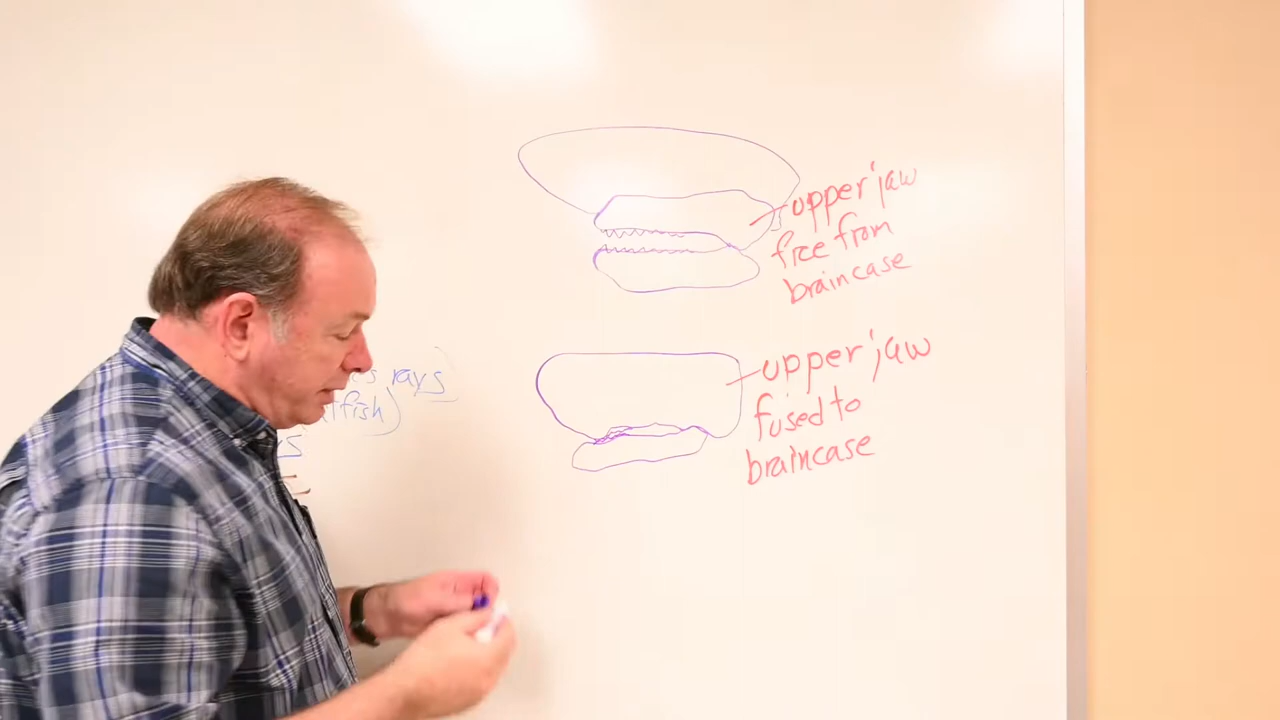 upper jaw
free from
braincase
upper jaw
fused to
braincase
rays